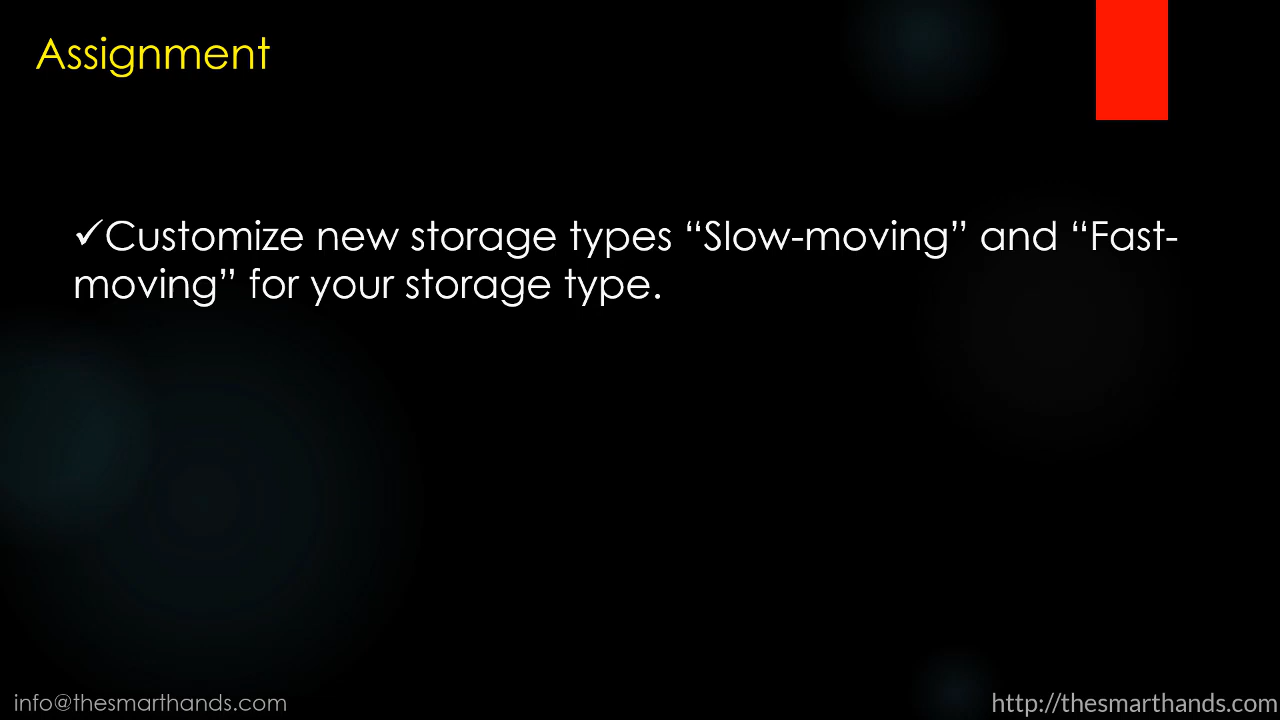 Assignment
✓Customize new storage types “Slow-moving” and “Fast-
moving” for your storage type.
info@thesmarthands.com
http://thesmarthands.com